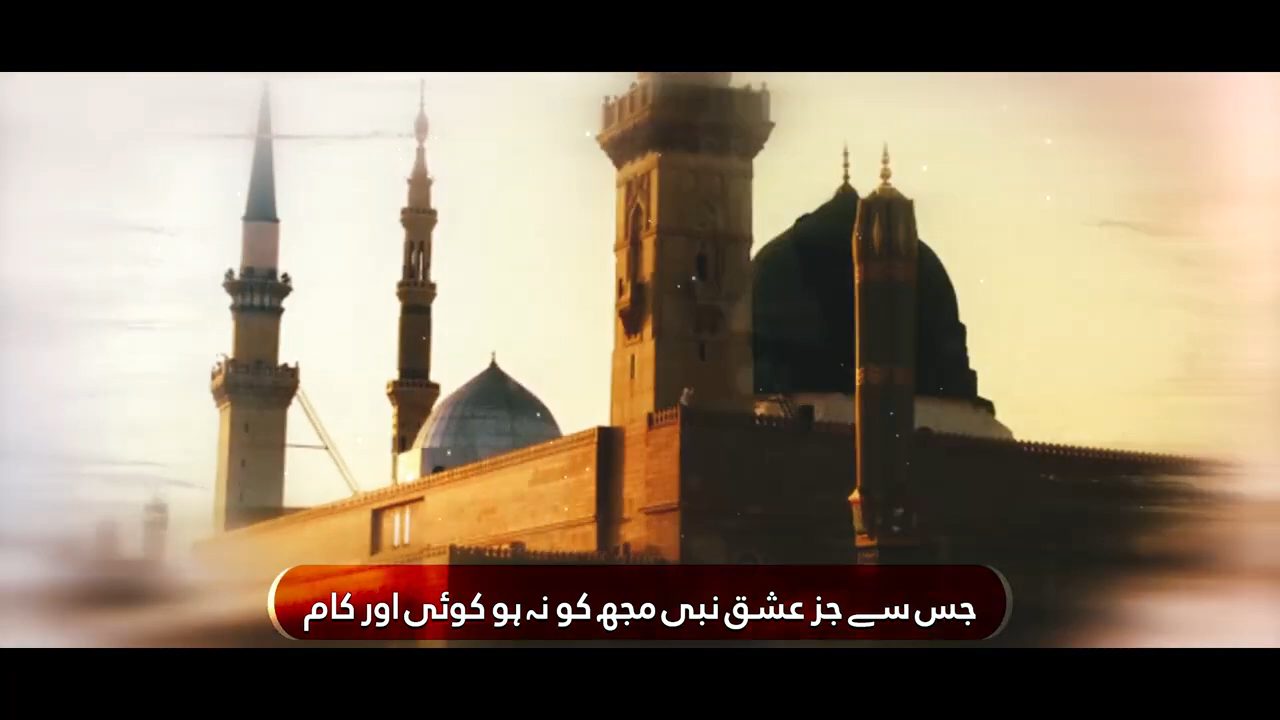 جس سے جز عشق نبی مجھ کو نہ ہو کوئی اور کام